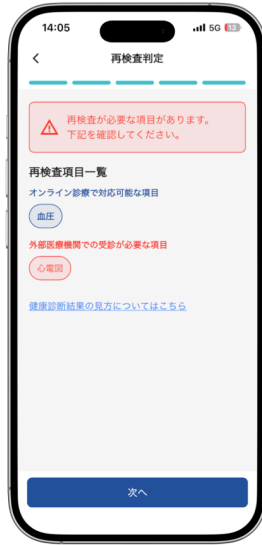 14:05
5G
再検査判定
再検査が必要な項目があります。
下記を確認してください。
再検査項目一覧
オンライン診療で対応可能な項目
血圧
外部医療機関での受診が必要な項目
心電図
健康診断結果の見方についてはこちら
次へ